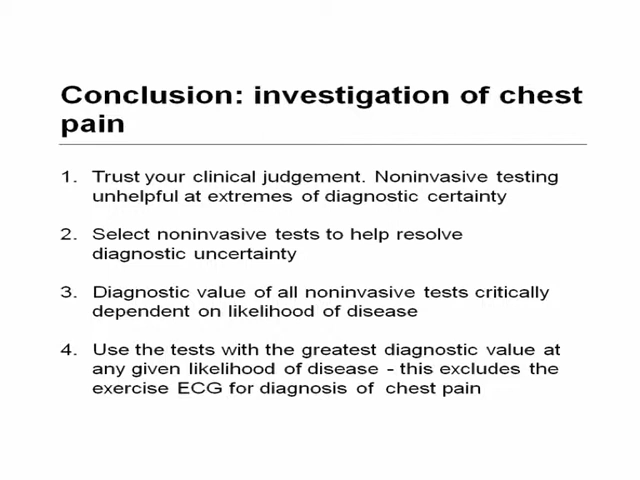 Conclusion: investigation of chest
pain
1. Trust your clinical judgement. Noninvasive testing
unhelpful at extremes of diagnostic certainty
2. Select noninvasive tests to help resolve
diagnostic uncertainty
3. Diagnostic value of all noninvasive tests critically
dependent on likelihood of disease
4. Use the tests with the greatest diagnostic value at
any given likelihood of disease - this excludes the
exercise ECG for diagnosis of chest pain